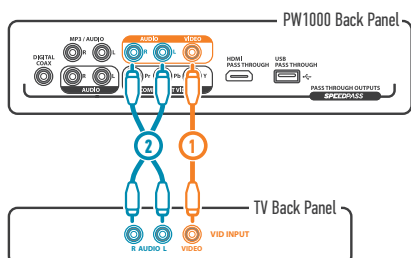 PW1000 Back Panel
MP3 / AUDIO
AUDIO
VIDEO
R
L
R
L
DIGITAL
COAX
HDMI
PASS THROUGH
USB
PASS THROUGH
R
L
Pr
Pb
Y
AUDIO
PASS THROUGH OUTPUTS
SPEEDPASS
2
1
TV Back Panel
VID INPUT
R AUDIO L
VIDEO